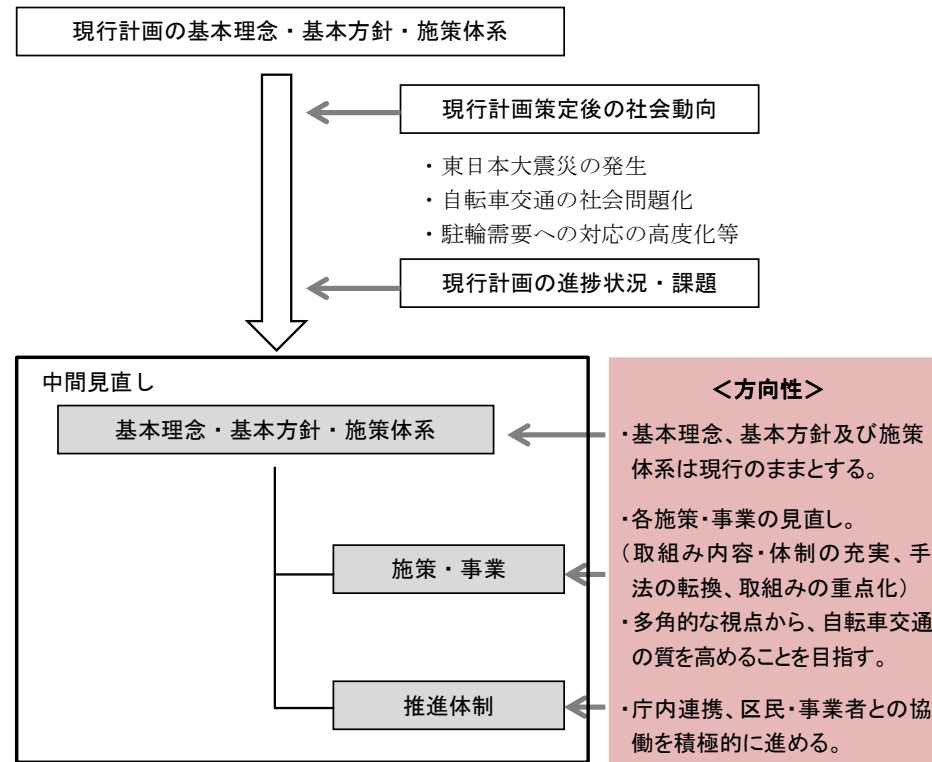 現行計画の基本理念・基本方針・施策体系
現行計画策定後の社会動向
・東日本大震災の発生
・自転車交通の社会問題化
・駐輪需要への対応の高度化等
現行計画の進捗状況・課題
中間見直し
基本理念・基本方針・施策体系
施策・事業
推進体制
＜方向性＞
・基本理念、基本方針及び施策
体系は現行のままとする。
・各施策・事業の見直し。
（取組み内容・体制の充実、手
法の転換、取組みの重点化）
・多角的な視点から、自転車交通
の質を高めることを目指す。
・庁内連携、区民・事業者との協
働を積極的に進める。